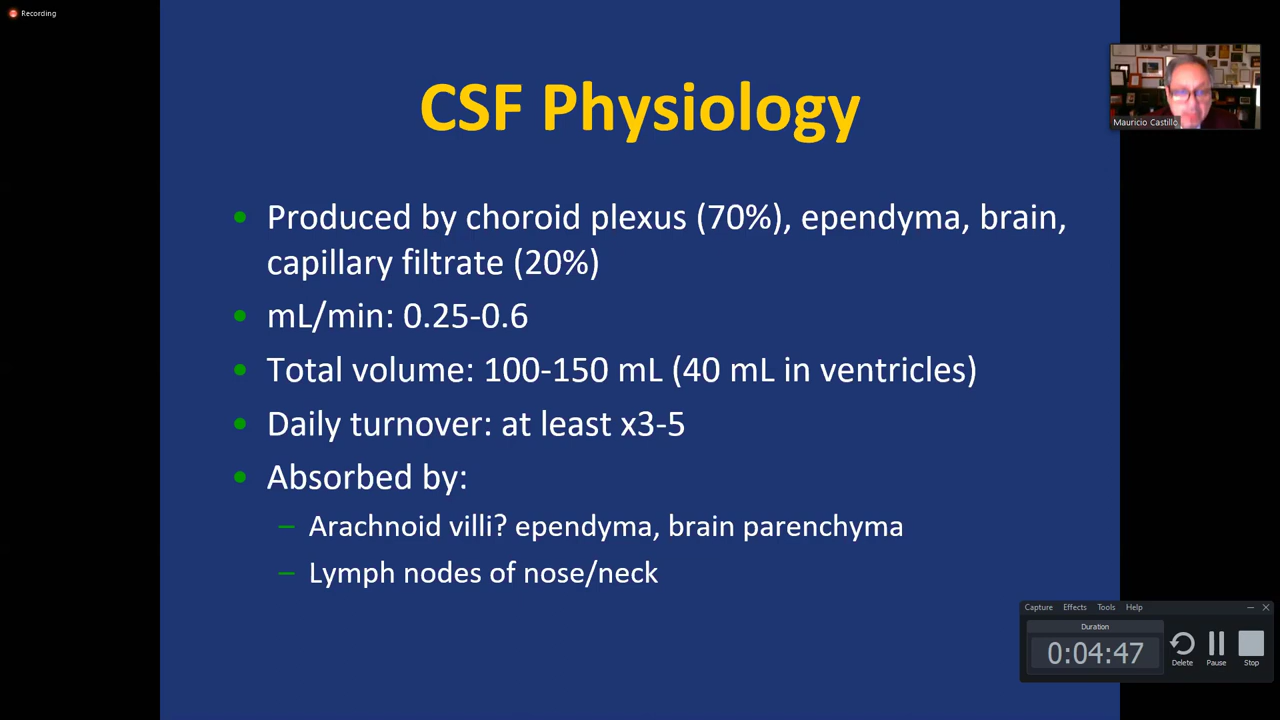 Recording
CSF Physiology
Mauricio Castillo
• Produced by choroid plexus (70%), ependyma, brain,
capillary filtrate (20%)
• mL/min: 0.25-0.6
• Total volume: 100-150 mL (40 mL in ventricles)
• Daily turnover: at least x3-5
• Absorbed by:
– Arachnoid villi? ependyma, brain parenchyma
– Lymph nodes of nose/neck
Capture Effects Tools Help
Duration
0:04:47
Delete Pause Stop